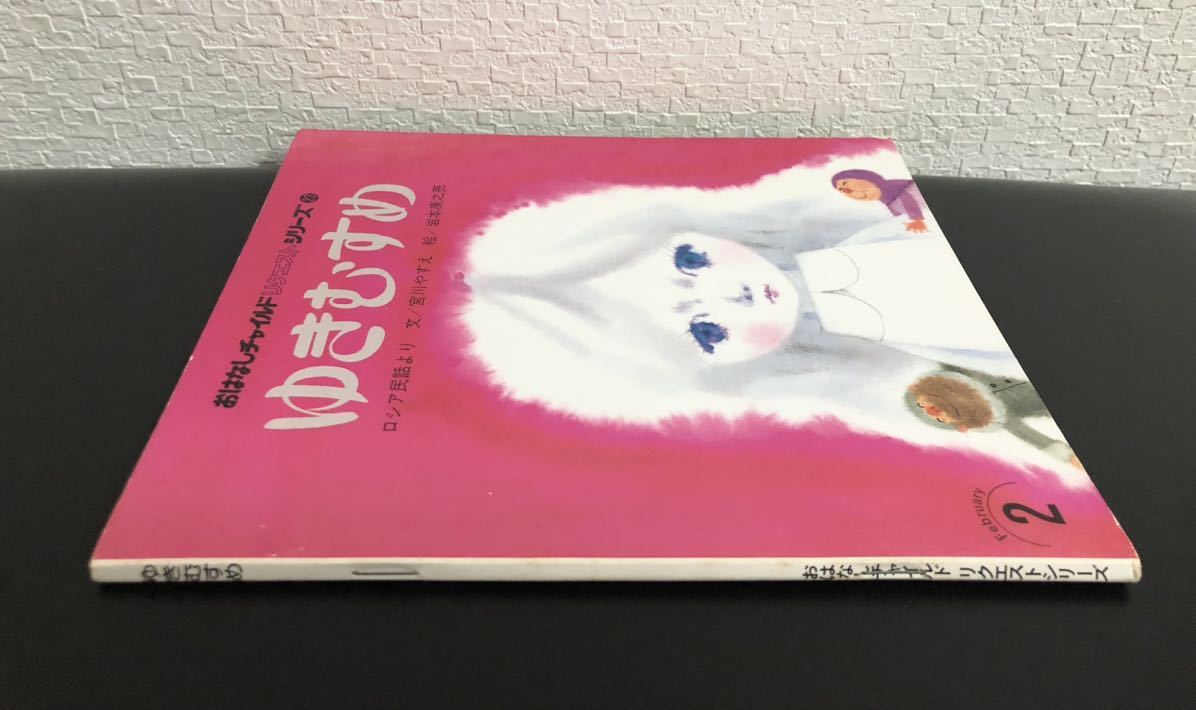 おはなしチャイルドリクエストシリーズ
ゆきむすめ
ロシア民話より 文/宮川やすえ 絵/岩本康之亮
February
2
ゆきむすめ
おはなしチャイルド リクエストシリーズ